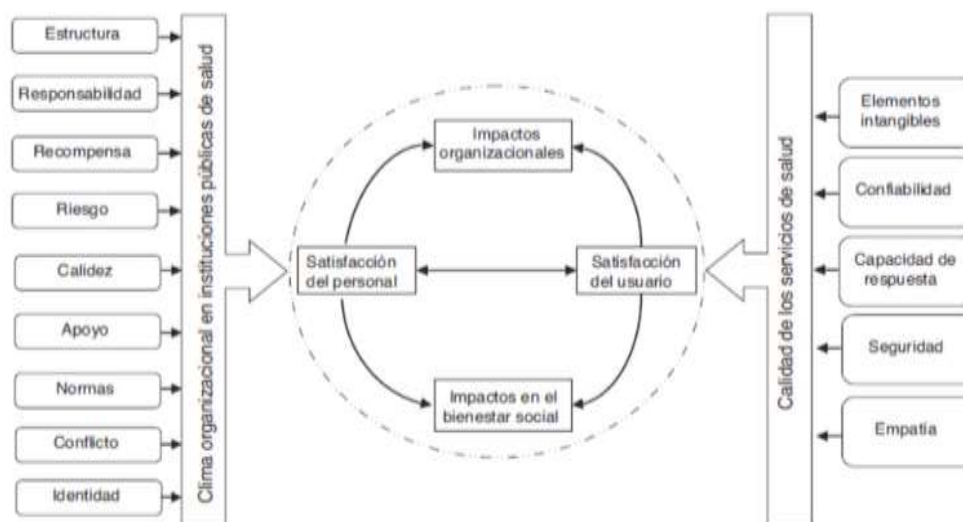 Estructura
Responsabilidad
Recompensa
Riesgo
Calidez
Apoyo
Normas
Conflicto
Identidad
Clima organizacional en instituciones públicas de salud
Impactos
organizacionales
Satisfacción
del personal
Satisfacción
del usuario
Impactos en el
bienestar social
Calidad de los servicios de salud
Elementos
intangibles
Confiabilidad
Capacidad de
respuesta
Seguridad
Empatía